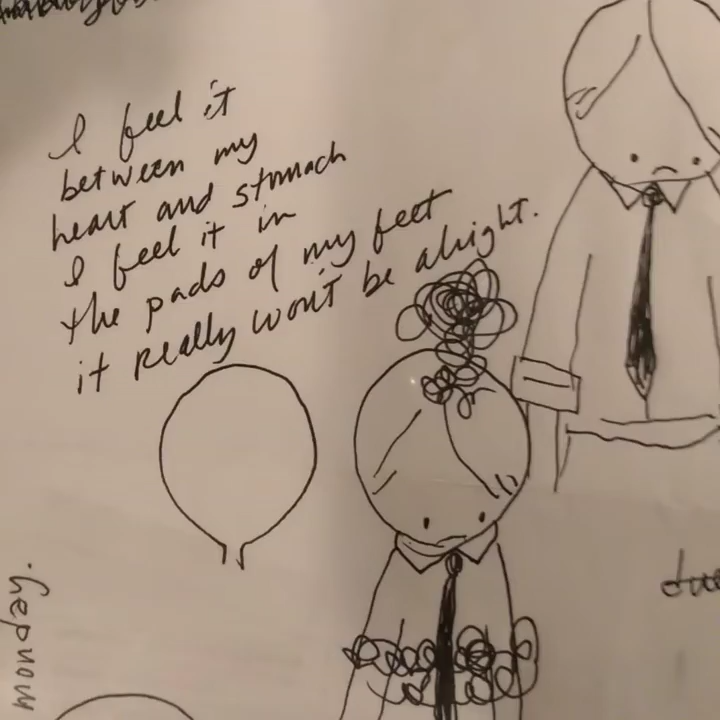 I feel it
between my
heart and stomach
I feel it in
the pads of my feet
it really won't be alright.
monday.